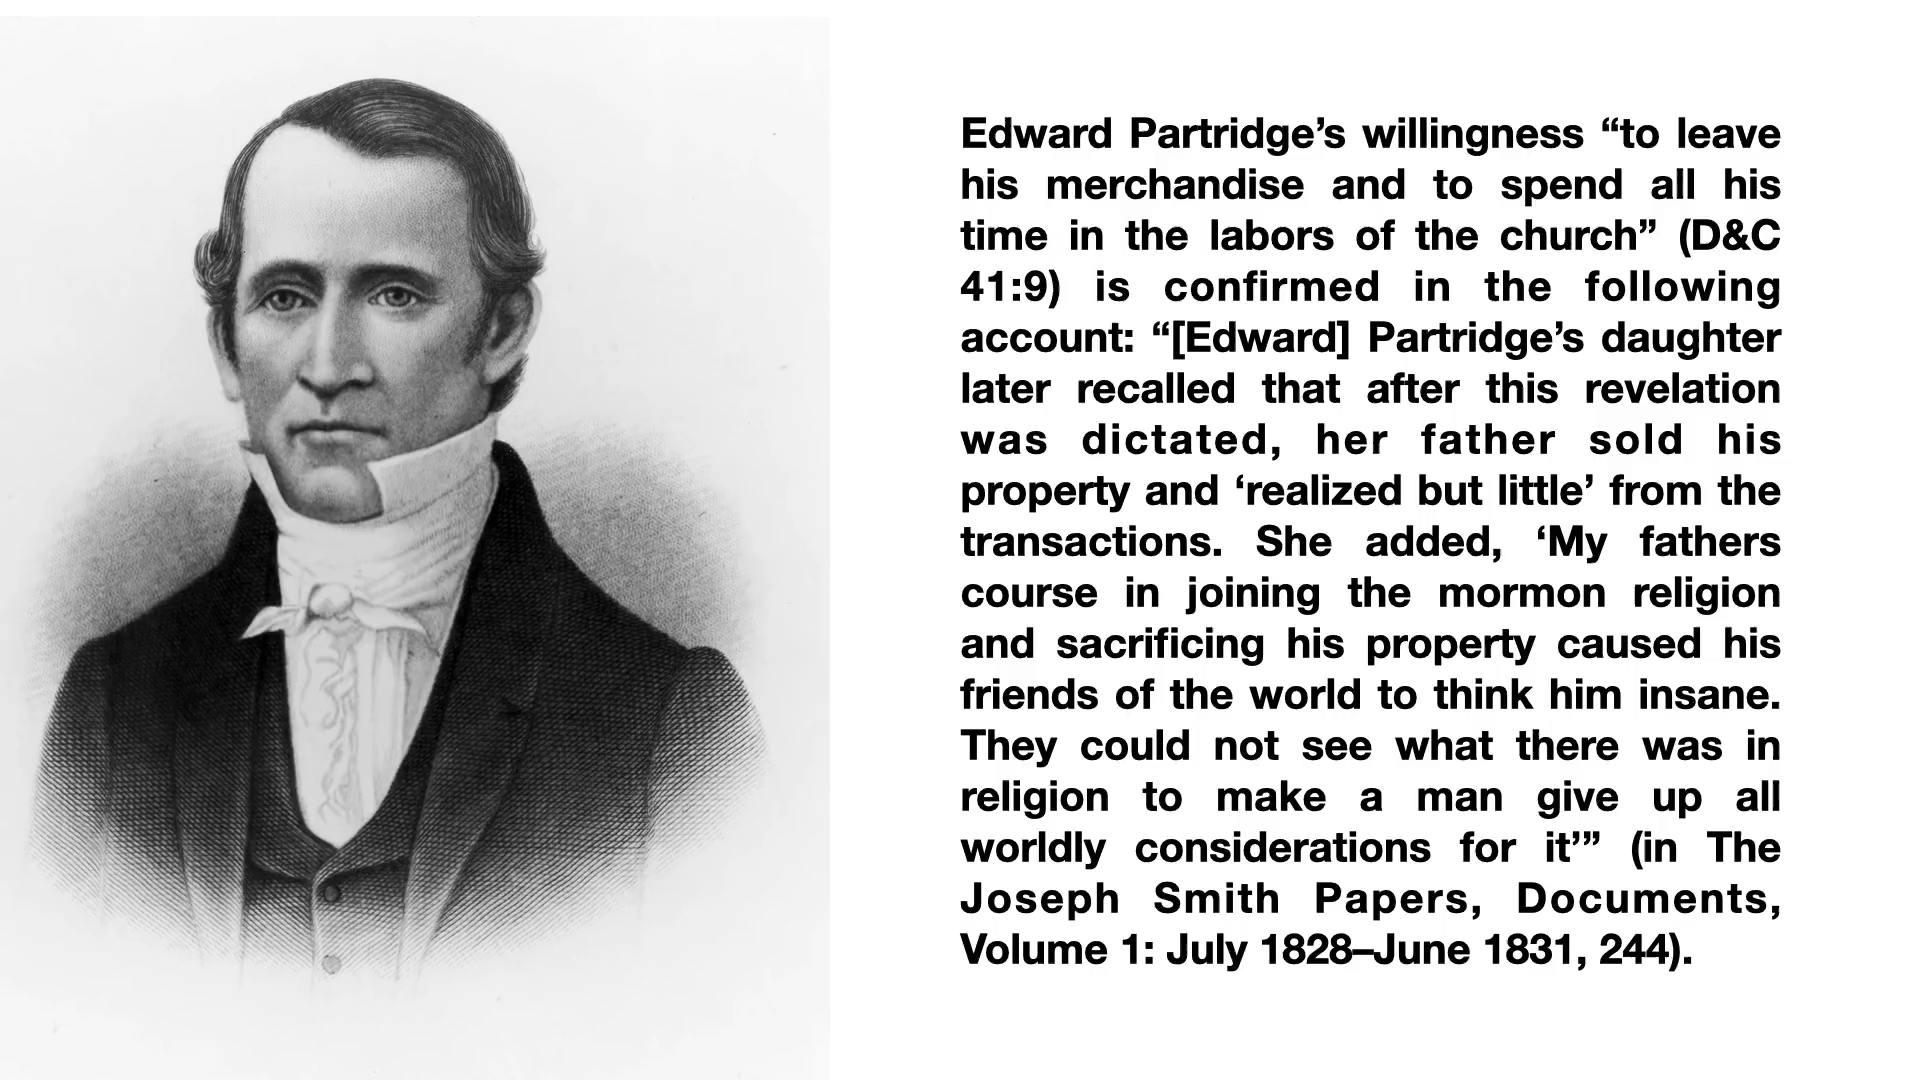 Edward Partridge’s willingness “to leave
his merchandise and to spend all his
time in the labors of the church” (D&C
41:9) is confirmed in the following
account: “[Edward] Partridge’s daughter
later recalled that after this revelation
was dictated, her father sold his
property and ‘realized but little’ from the
transactions. She added, ‘My fathers
course in joining the mormon religion
and sacrificing his property caused his
friends of the world to think him insane.
They could not see what there was in
religion to make a man give up all
worldly considerations for it’” (in The
Joseph Smith Papers, Documents,
Volume 1: July 1828–June 1831, 244).